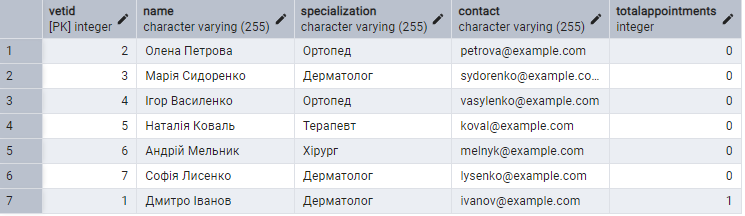 vetid name specialization contact totalappointments
[PK] integer character varying (255) character varying (255) character varying (255) integer
1 2 Олена Петрова Ортопед petrova@example.com 0
2 3 Марія Сидоренко Дерматолог sydorenko@example.co... 0
3 4 Ігор Василенко Ортопед vasylenko@example.com 0
4 5 Наталія Коваль Терапевт koval@example.com 0
5 6 Андрій Мельник Хірург melnyk@example.com 0
6 7 Софія Лисенко Дерматолог lysenko@example.com 0
7 1 Дмитро Іванов Дерматолог ivanov@example.com 1